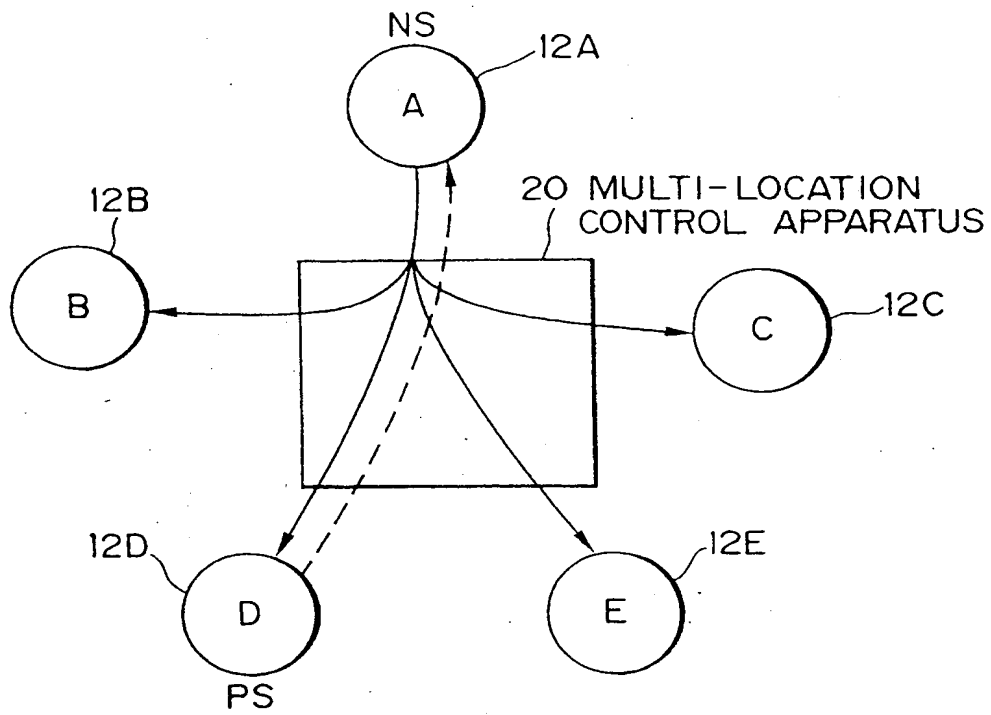 NS
12A
A
20 MULTI-LOCATION
CONTROL APPARATUS
12B
B
C
12C
12D
D
PS
12E
E